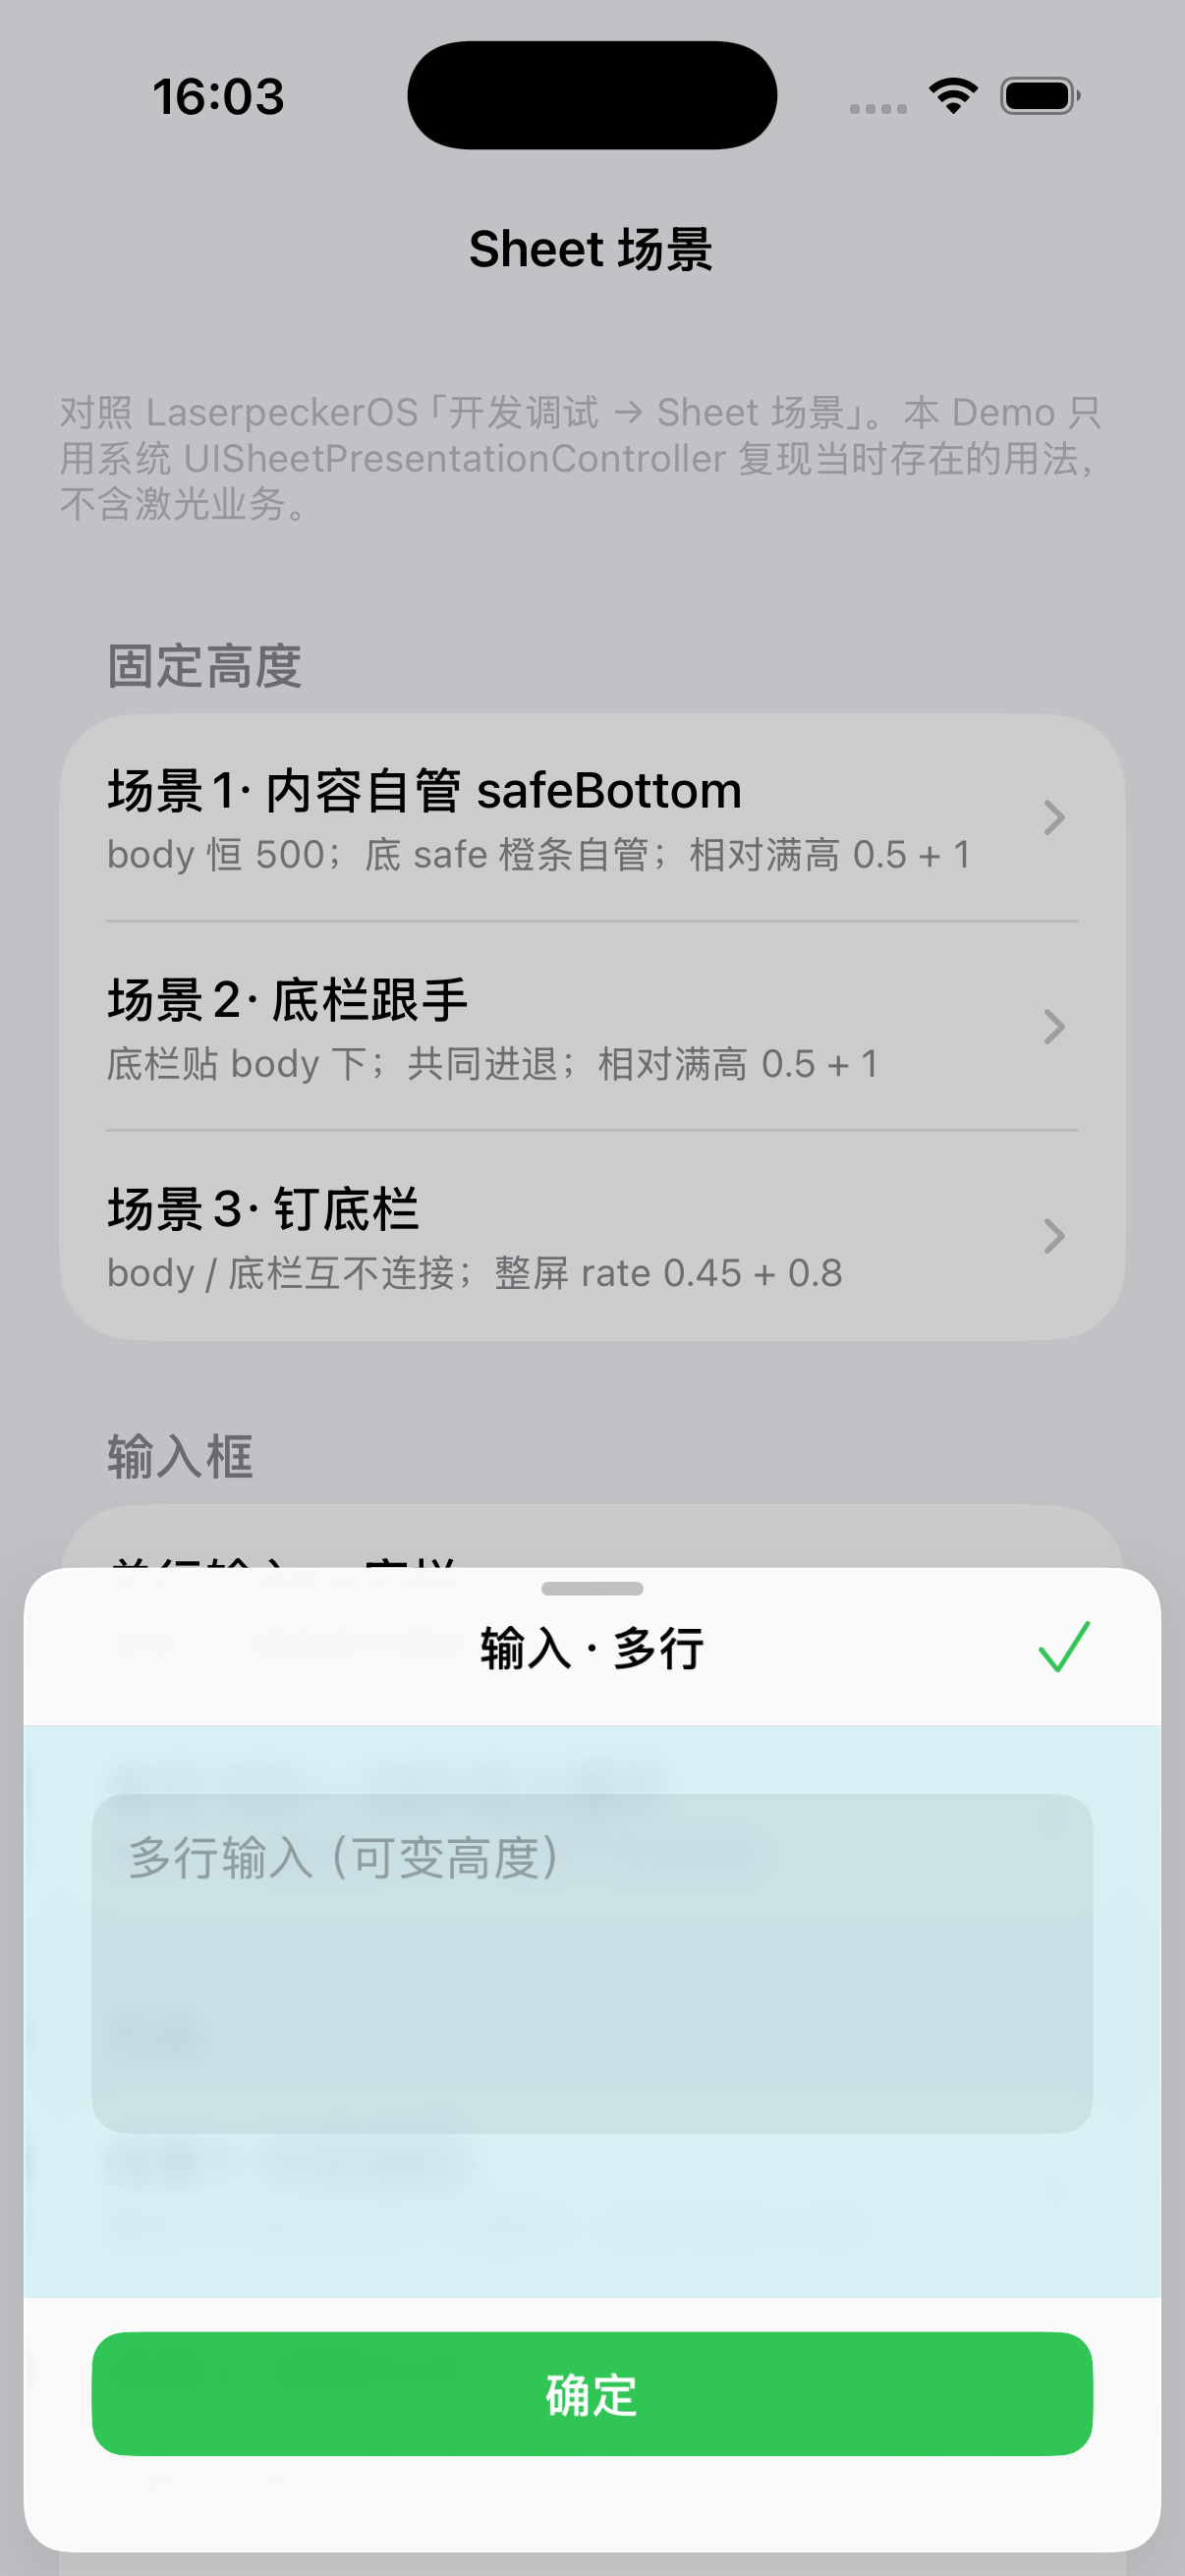 16:03
Sheet 场景
对照 LaserpeckerOS「开发调试 → Sheet 场景」。本 Demo 只
用系统 UISheetPresentationController 复现当时存在的用法，
不含激光业务。
固定高度
场景 1 · 内容自管 safeBottom
body 恒 500；底 safe 橙条自管；相对满高 0.5 + 1
场景 2 · 底栏跟手
底栏贴 body 下；共同进退；相对满高 0.5 + 1
场景 3 · 钉底栏
body / 底栏互不连接；整屏 rate 0.45 + 0.8
输入框
输入 · 多行
多行输入（可变高度）
确定